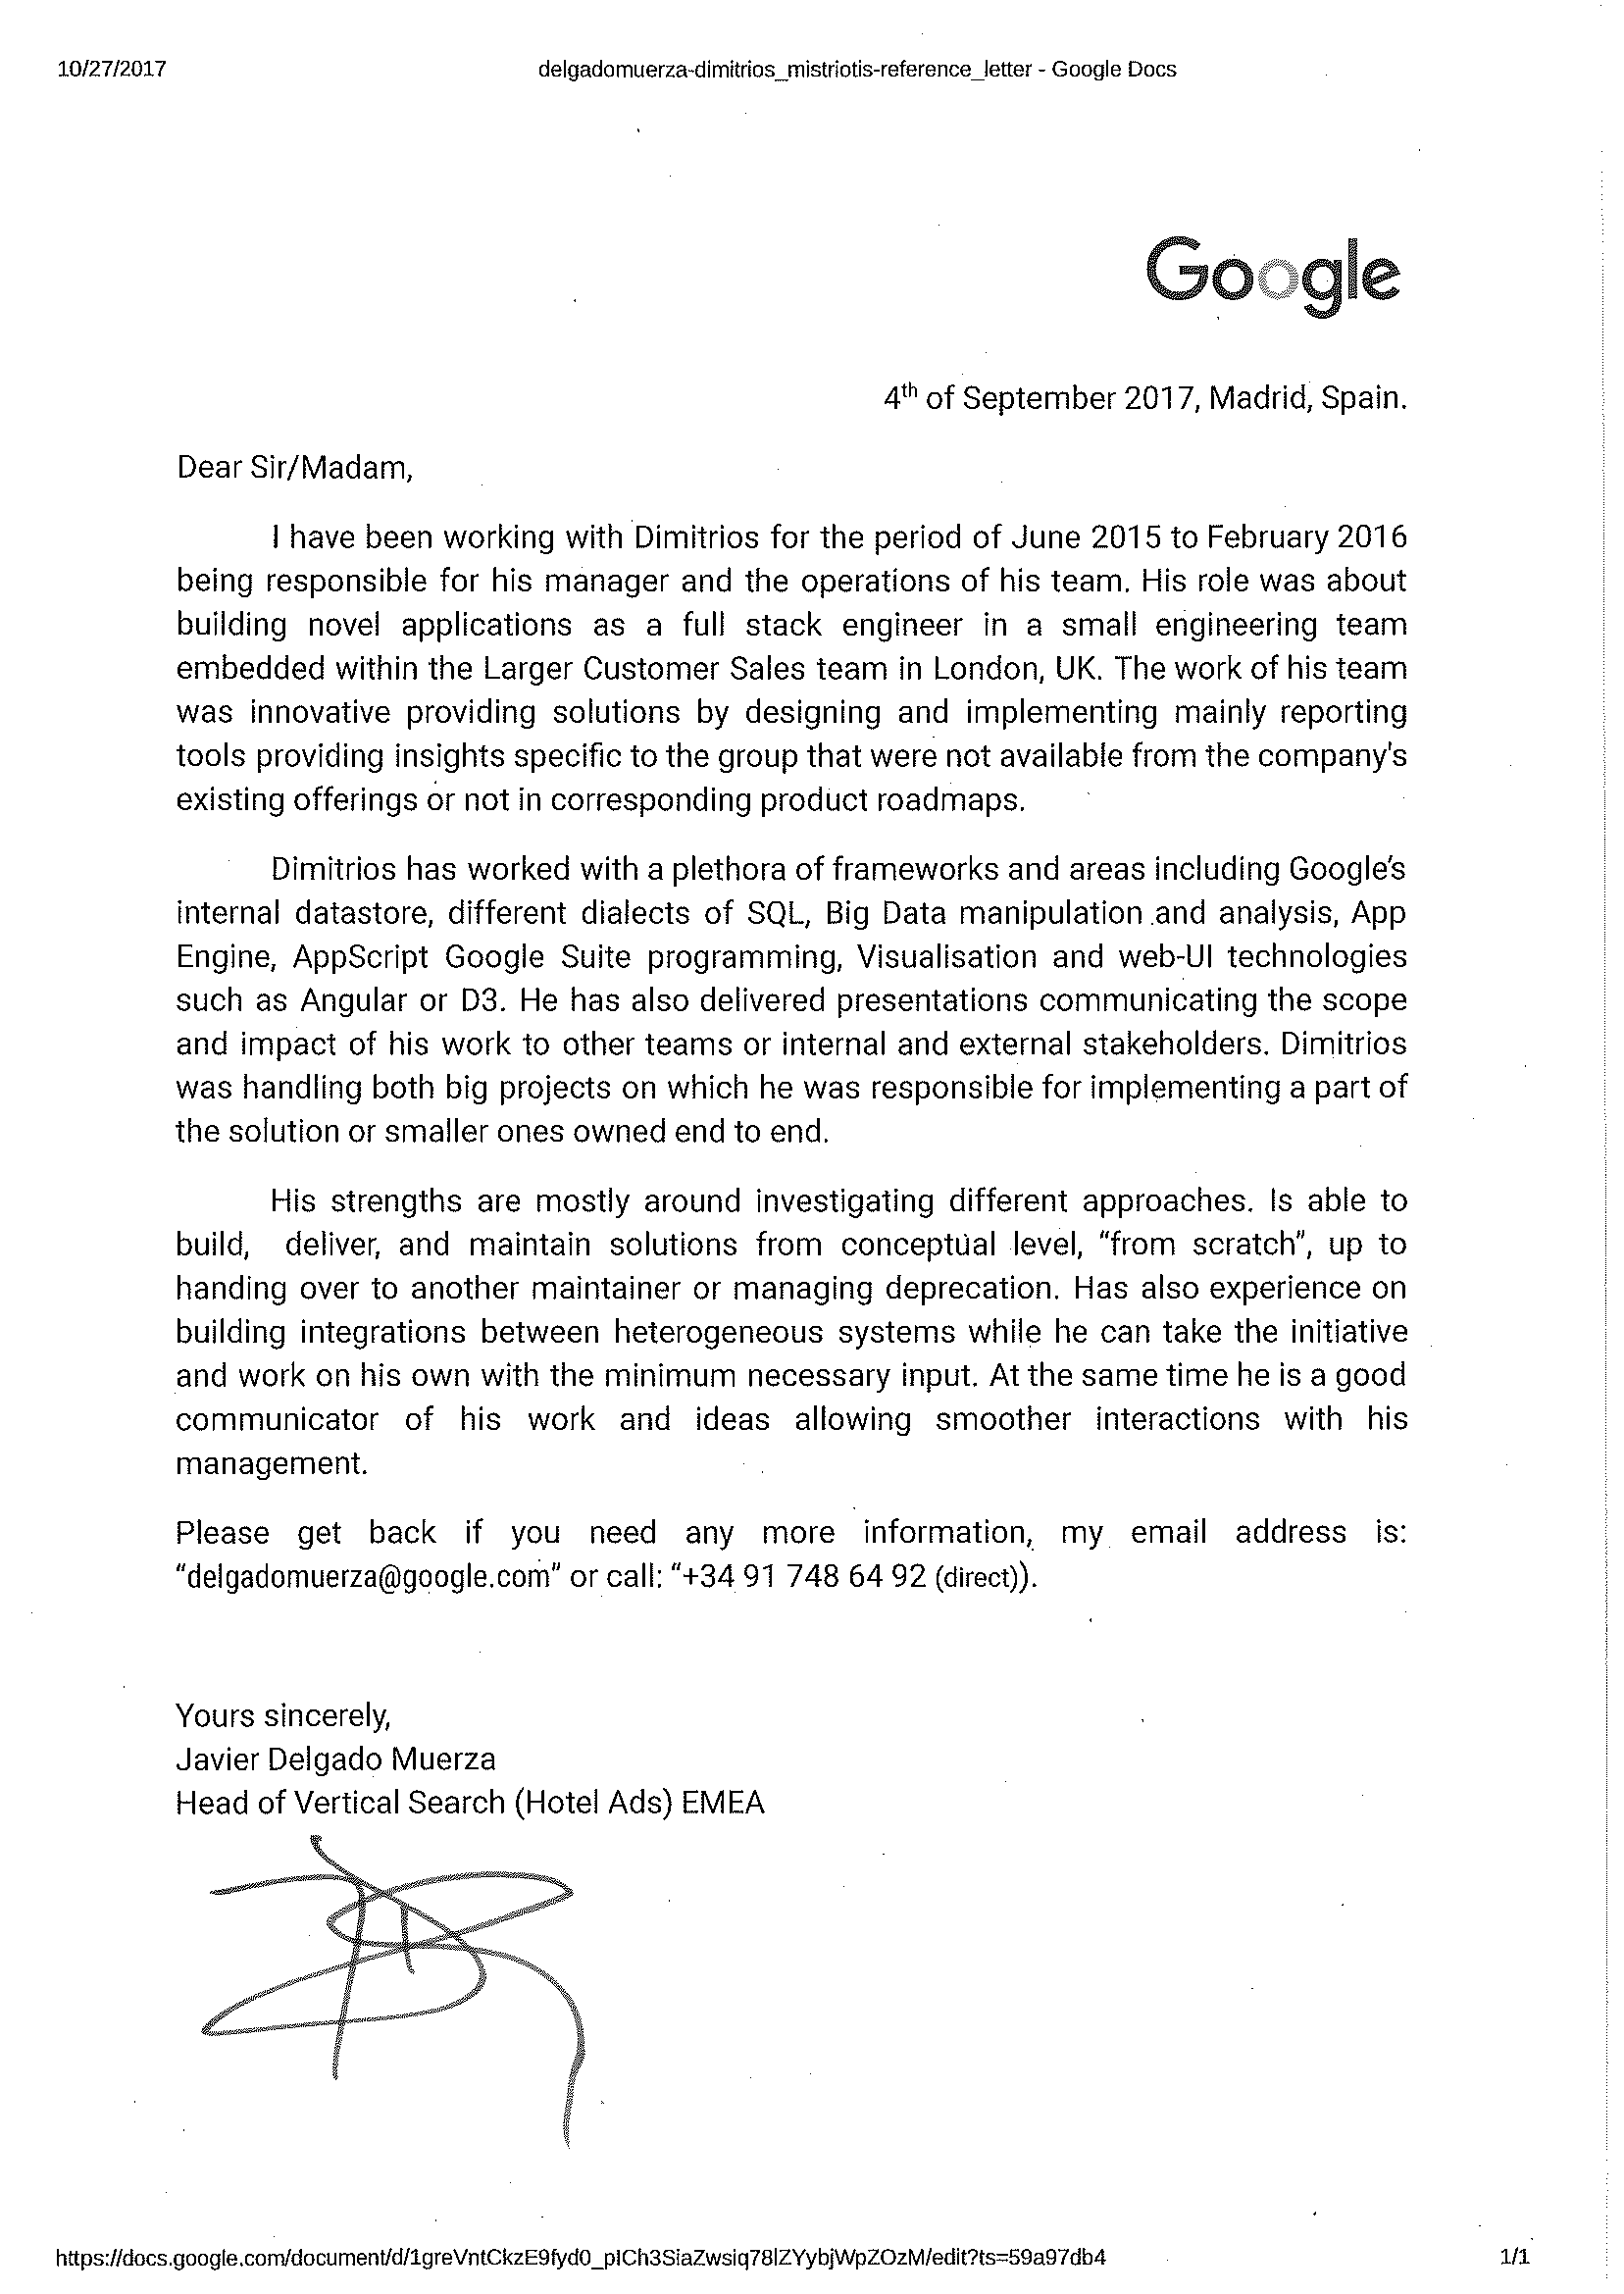 10/27/2017
delgadomuerza-dimitrios_mistriotis-reference_letter - Google Docs
Google
4th of September 2017, Madrid, Spain.
Dear Sir/Madam,
I have been working with Dimitrios for the period of June 2015 to February 2016
being responsible for his manager and the operations of his team. His role was about
building novel applications as a full stack engineer in a small engineering team
embedded within the Larger Customer Sales team in London, UK. The work of his team
was innovative providing solutions by designing and implementing mainly reporting
tools providing insights specific to the group that were not available from the company's
existing offerings or not in corresponding product roadmaps.
Dimitrios has worked with a plethora of frameworks and areas including Google's
internal datastore, different dialects of SQL, Big Data manipulation and analysis, App
Engine, AppScript Google Suite programming, Visualisation and web-UI technologies
such as Angular or D3. He has also delivered presentations communicating the scope
and impact of his work to other teams or internal and external stakeholders. Dimitrios
was handling both big projects on which he was responsible for implementing a part of
the solution or smaller ones owned end to end.
His strengths are mostly around investigating different approaches. Is able to
build, deliver, and maintain solutions from conceptual level, "from scratch", up to
handing over to another maintainer or managing deprecation. Has also experience on
building integrations between heterogeneous systems while he can take the initiative
and work on his own with the minimum necessary input. At the same time he is a good
communicator of his work and ideas allowing smoother interactions with his
management.
Please get back if you need any more information, my email address is:
"delgadomuerza@google.com" or call: "+34 91 748 64 92 (direct)).
Yours sincerely,
Javier Delgado Muerza
Head of Vertical Search (Hotel Ads) EMEA
https://docs.google.com/document/d/1greVntCkzE9fyd0_pICh3SiaZwsiq78lZYybjWpZOzM/edit?ts=59a97db4
1/1